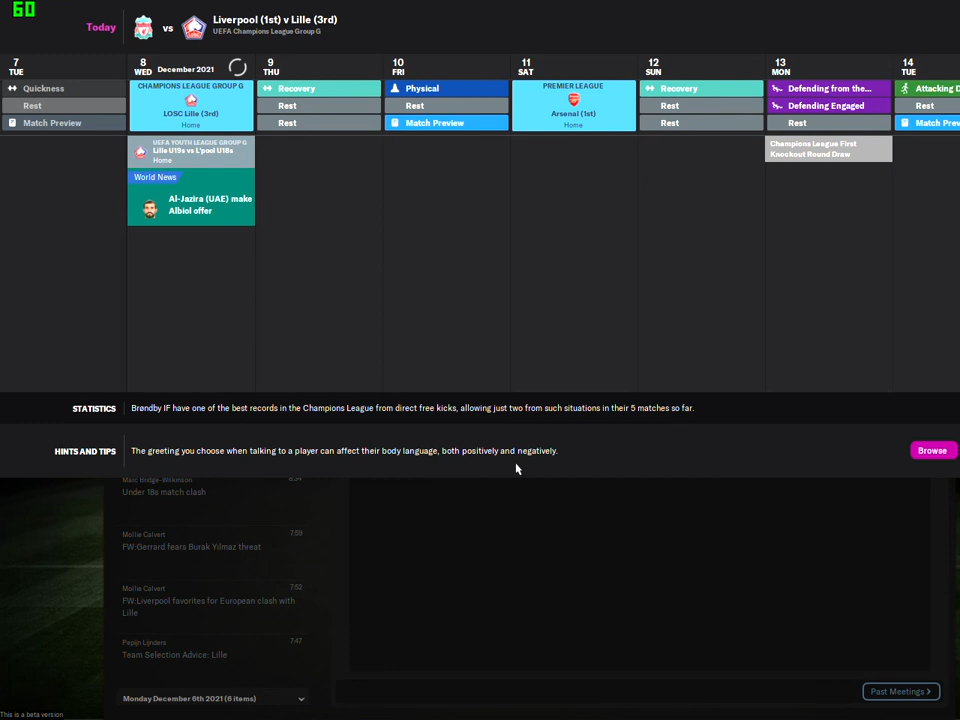 60
Today
vs
Liverpool (1st) v Lille (3rd)
UEFA Champions League Group G
7
TUE
8
WED December 2021
9
THU
10
FRI
11
SAT
12
SUN
13
MON
14
TUE
Quickness
Rest
Match Preview
CHAMPIONS LEAGUE GROUP G
LOSC Lille (3rd)
Home
Recovery
Rest
Rest
Physical
Rest
Match Preview
PREMIER LEAGUE
Arsenal (1st)
Home
Recovery
Rest
Rest
Defending from the...
Defending Engaged
Rest
Attacking D
Rest
Match Prev
UEFA YOUTH LEAGUE GROUP G
Lille U19s vs L'pool U18s
Home
World News
Al-Jazira (UAE) make
Albiol offer
Champions League First
Knockout Round Draw
STATISTICS
Brøndby IF have one of the best records in the Champions League from direct free kicks, allowing just two from such situations in their 5 matches so far.
HINTS AND TIPS
The greeting you choose when talking to a player can affect their body language, both positively and negatively.
Browse
Marc Bridge-Wilkinson
Under 18s match clash
Mollie Calvert 7:59
FW:Gerrard fears Burak Yılmaz threat
Mollie Calvert 7:52
FW:Liverpool favorites for European clash with
Lille
Pepijn Lijnders 7:47
Team Selection Advice: Lille
Monday December 6th 2021 (6 items)
Past Meetings >
This is a beta version